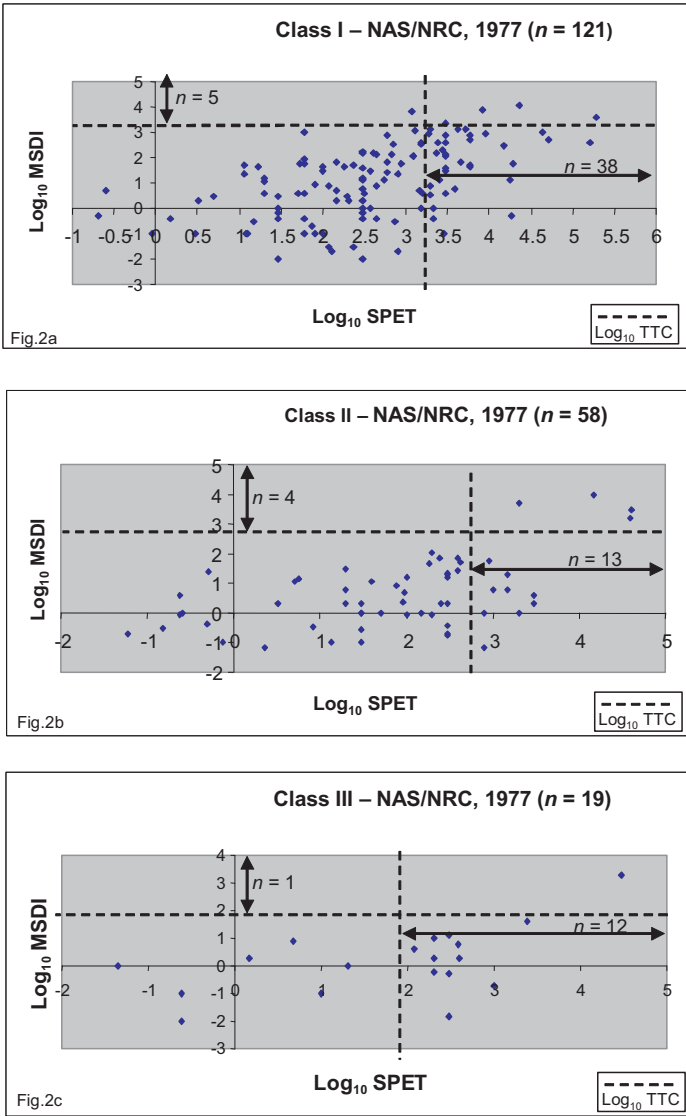 Class I – NAS/NRC, 1977 (n = 121)
5
4
3
2
1
0
-1
-2
-3
n = 5
n = 38
-1 -0.5 0 0.5 1 1.5 2 2.5 3 3.5 4 4.5 5 5.5 6
Log10 MSDI
Log10 SPET
Fig.2a
Log10 TTC
Class II – NAS/NRC, 1977 (n = 58)
5
4
3
2
1
0
-1
-2
n = 4
n = 13
-2 -1 0 1 2 3 4 5
Log10 MSDI
Log10 SPET
Fig.2b
Log10 TTC
Class III – NAS/NRC, 1977 (n = 19)
4
3
2
1
0
-1
-2
-3
n = 1
n = 12
-2 -1 0 1 2 3 4 5
Log10 MSDI
Log10 SPET
Fig.2c
Log10 TTC